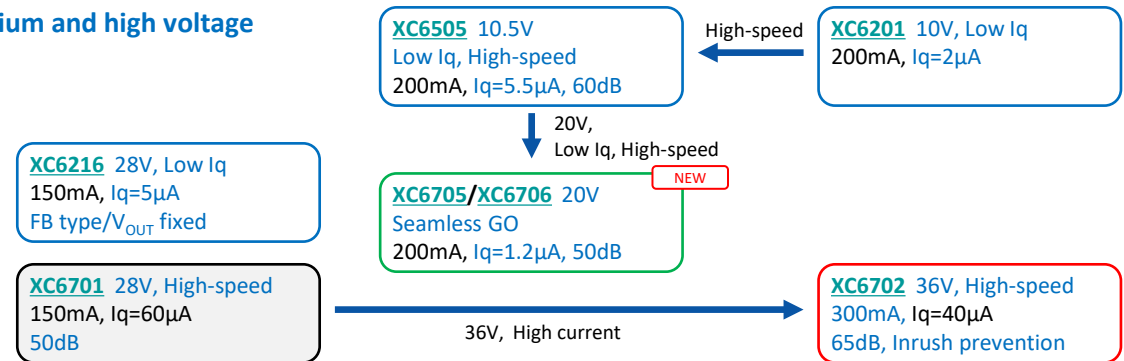 ium and high voltage
XC6505 10.5V
Low Iq, High-speed
200mA, Iq=5.5µA, 60dB
High-speed
XC6201 10V, Low Iq
200mA, Iq=2µA
20V,
Low Iq, High-speed
XC6216 28V, Low Iq
150mA, Iq=5µA
FB type/VOUT fixed
NEW
XC6705/XC6706 20V
Seamless GO
200mA, Iq=1.2µA, 50dB
XC6701 28V, High-speed
150mA, Iq=60µA
50dB
36V, High current
XC6702 36V, High-speed
300mA, Iq=40µA
65dB, Inrush prevention